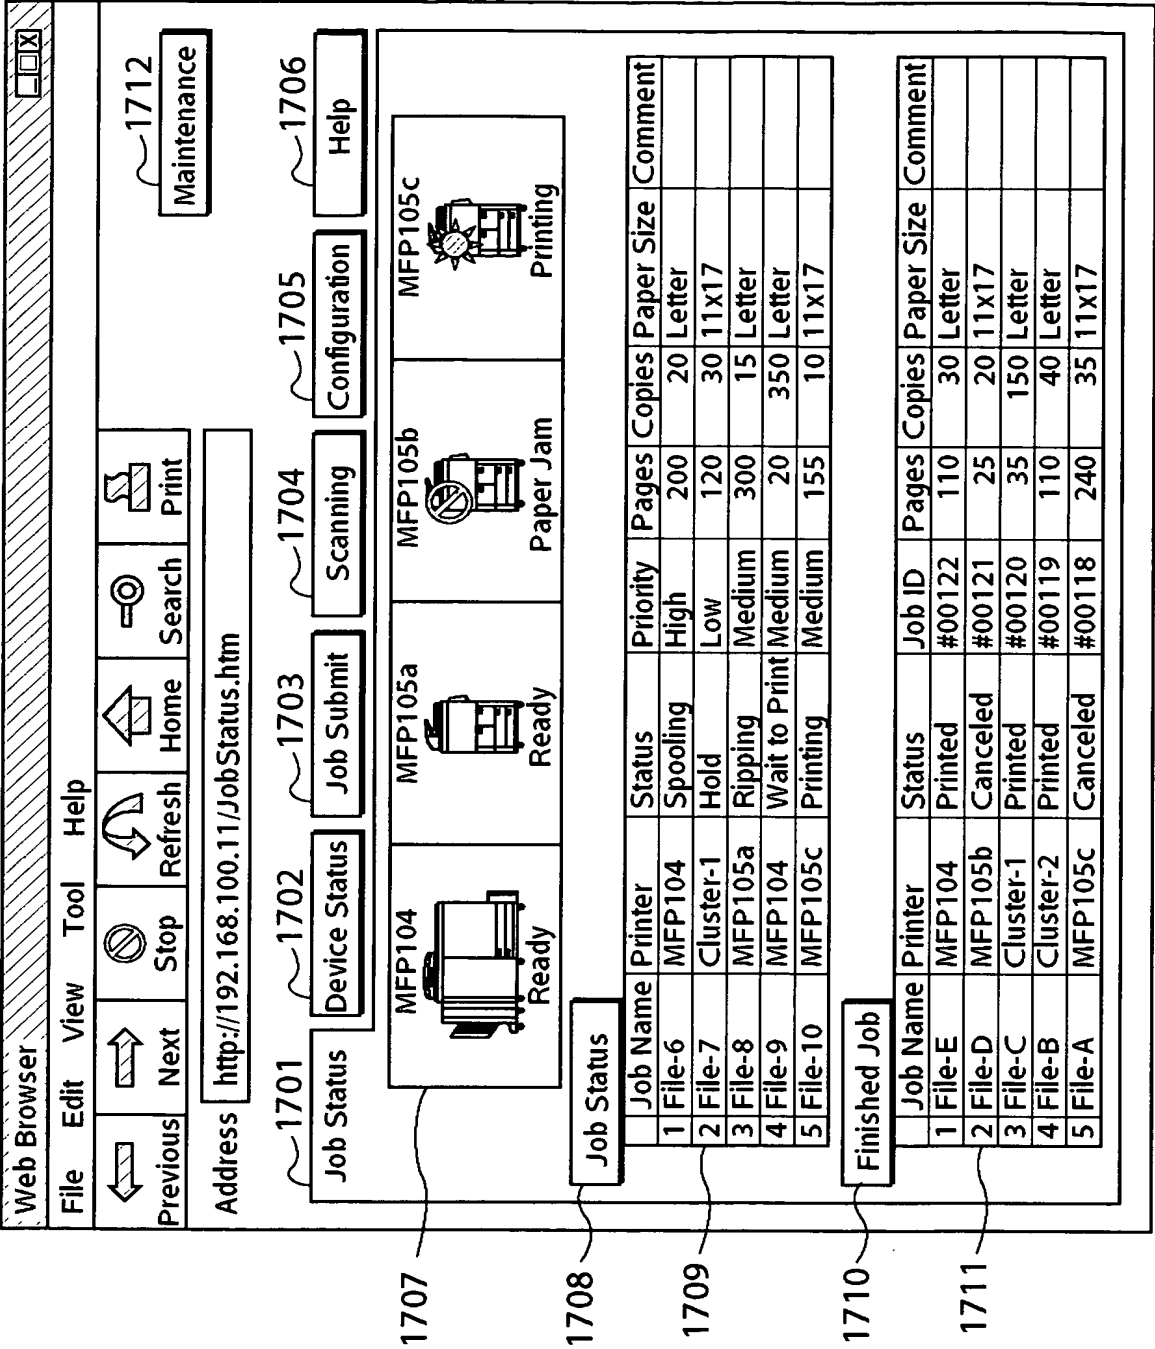 Web Browser
File Edit View Tool Help
Previous Next Stop Refresh Home Search Print
1712
Maintenance
Address http://192.168.100.11/JobStatus.htm
1701 1702 1703 1704 1705 1706
Job Status Device Status Job Submit Scanning Configuration Help
1707
MFP104 MFP105a MFP105b MFP105c
Ready Ready Paper Jam Printing
1708
Job Status
1709
Job Name Printer Status Priority Pages Copies Paper Size Comment
1 File-6 MFP104 Spooling High 200 20 Letter
2 File-7 Cluster-1 Hold Low 120 30 11x17
3 File-8 MFP105a Ripping Medium 300 15 Letter
4 File-9 MFP104 Wait to Print Medium 20 350 Letter
5 File-10 MFP105c Printing Medium 155 10 11x17
1710
Finished Job
1711
Job Name Printer Status Job ID Pages Copies Paper Size Comment
1 File-E MFP104 Printed #00122 110 30 Letter
2 File-D MFP105b Canceled #00121 25 20 11x17
3 File-C Cluster-1 Printed #00120 35 150 Letter
4 File-B Cluster-2 Printed #00119 110 40 Letter
5 File-A MFP105c Canceled #00118 240 35 11x17